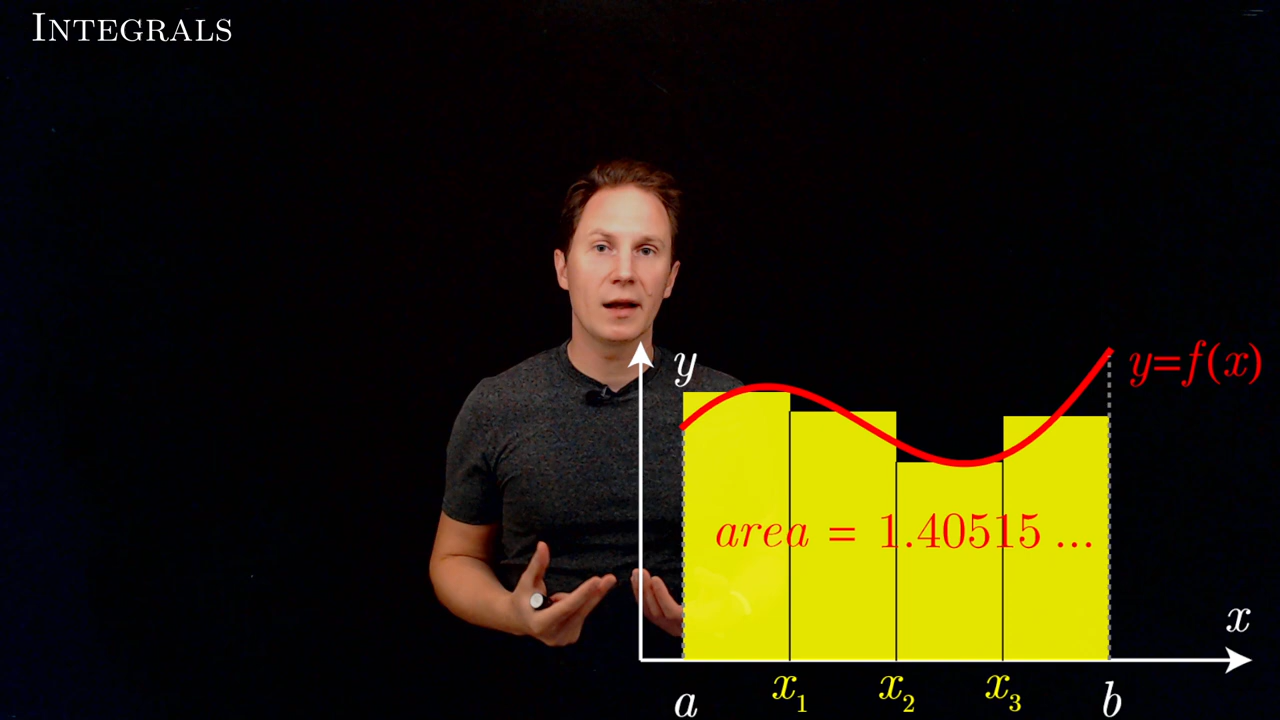 INTEGRALS
y
y=f(x)
area = 1.40515 ...
x
a x₁ x₂ x₃ b